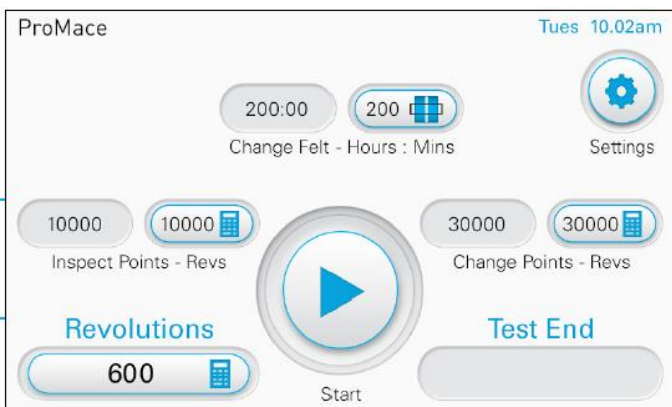 ProMace
Tues 10.02am
200:00 200
Change Felt - Hours : Mins
Settings
10000 10000
Inspect Points - Revs
30000 30000
Change Points - Revs
Revolutions
600
Start
Test End